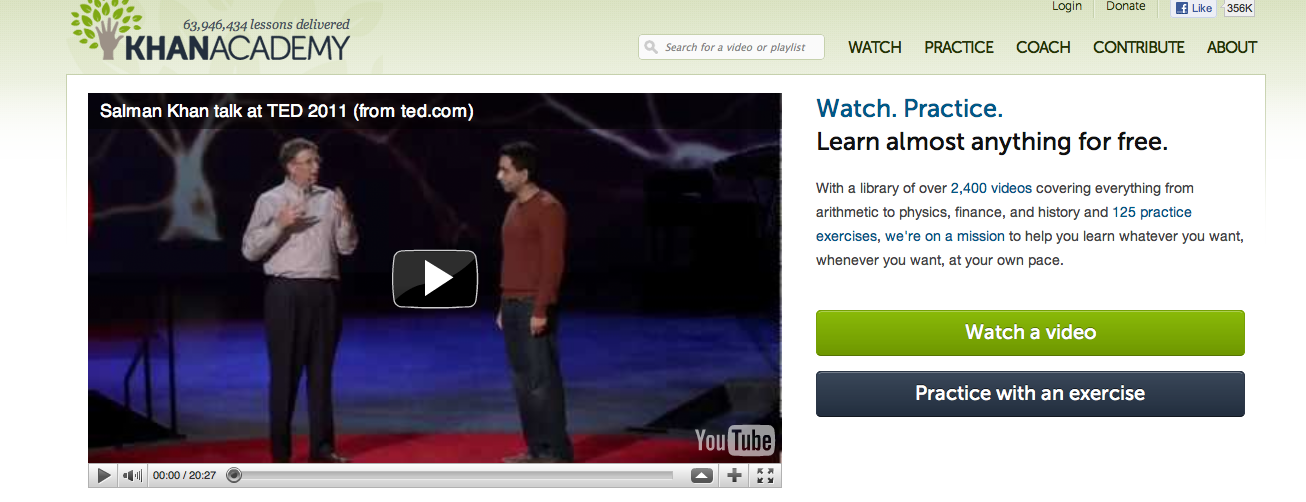 63,946,434 lessons delivered
KHANACADEMY
Login
Donate
Like
356K
Search for a video or playlist
WATCH
PRACTICE
COACH
CONTRIBUTE
ABOUT
Salman Khan talk at TED 2011 (from ted.com)
YouTube
00:00 / 20:27
Watch. Practice.
Learn almost anything for free.
With a library of over 2,400 videos covering everything from
arithmetic to physics, finance, and history and 125 practice
exercises, we're on a mission to help you learn whatever you want,
whenever you want, at your own pace.
Watch a video
Practice with an exercise